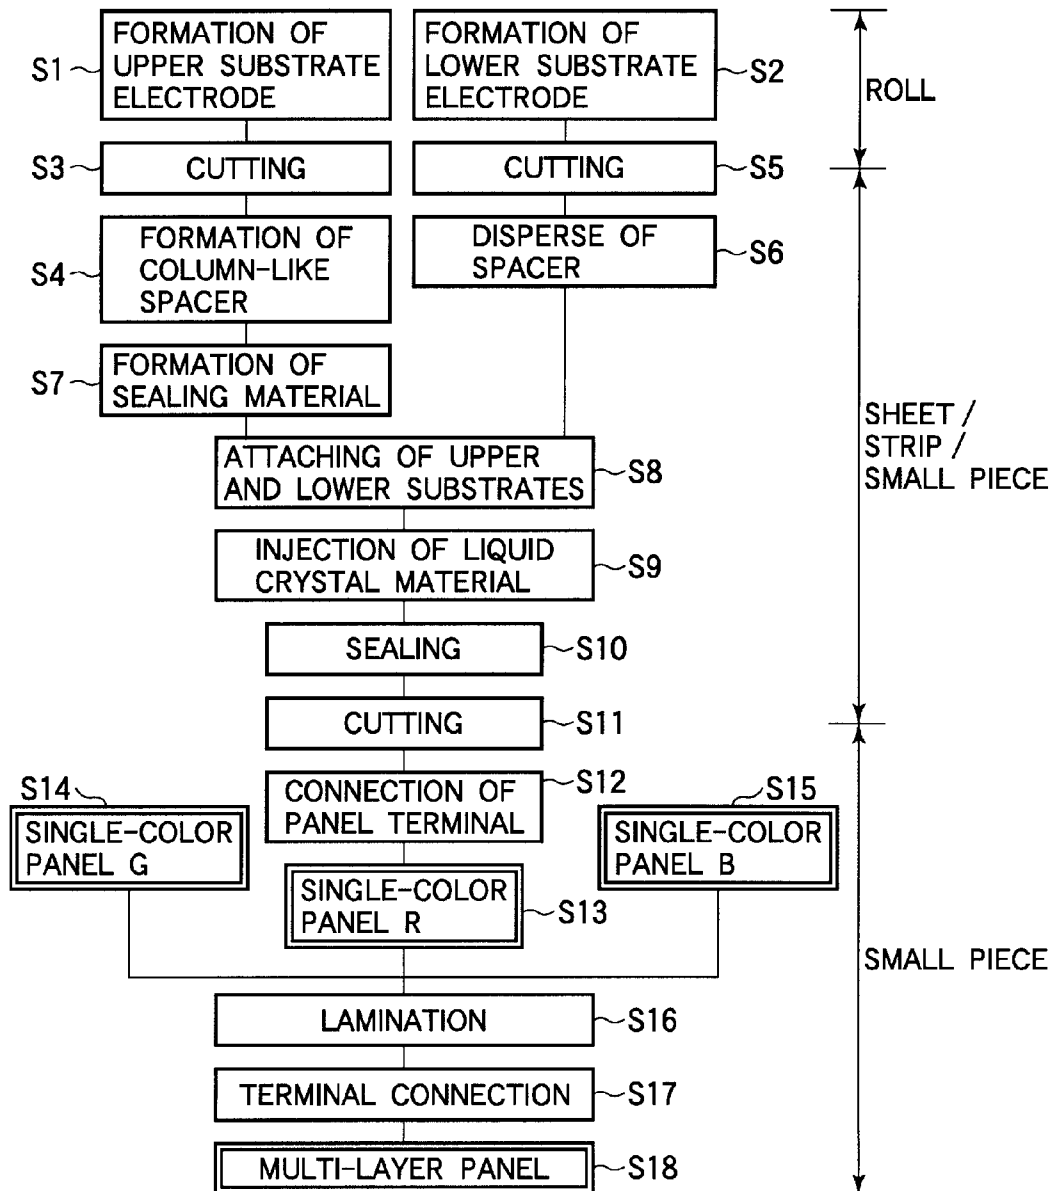 S1
FORMATION OF
UPPER SUBSTRATE
ELECTRODE
FORMATION OF
LOWER SUBSTRATE
ELECTRODE
S2
ROLL
S3
CUTTING
CUTTING
S5
S4
FORMATION OF
COLUMN-LIKE
SPACER
DISPERSE OF
SPACER
S6
S7
FORMATION OF
SEALING MATERIAL
SHEET /
STRIP /
SMALL PIECE
ATTACHING OF UPPER
AND LOWER SUBSTRATES
S8
INJECTION OF LIQUID
CRYSTAL MATERIAL
S9
SEALING
S10
CUTTING
S11
CONNECTION OF
PANEL TERMINAL
S12
S14
SINGLE-COLOR
PANEL G
S15
SINGLE-COLOR
PANEL B
SINGLE-COLOR
PANEL R
S13
SMALL PIECE
LAMINATION
S16
TERMINAL CONNECTION
S17
MULTI-LAYER PANEL
S18